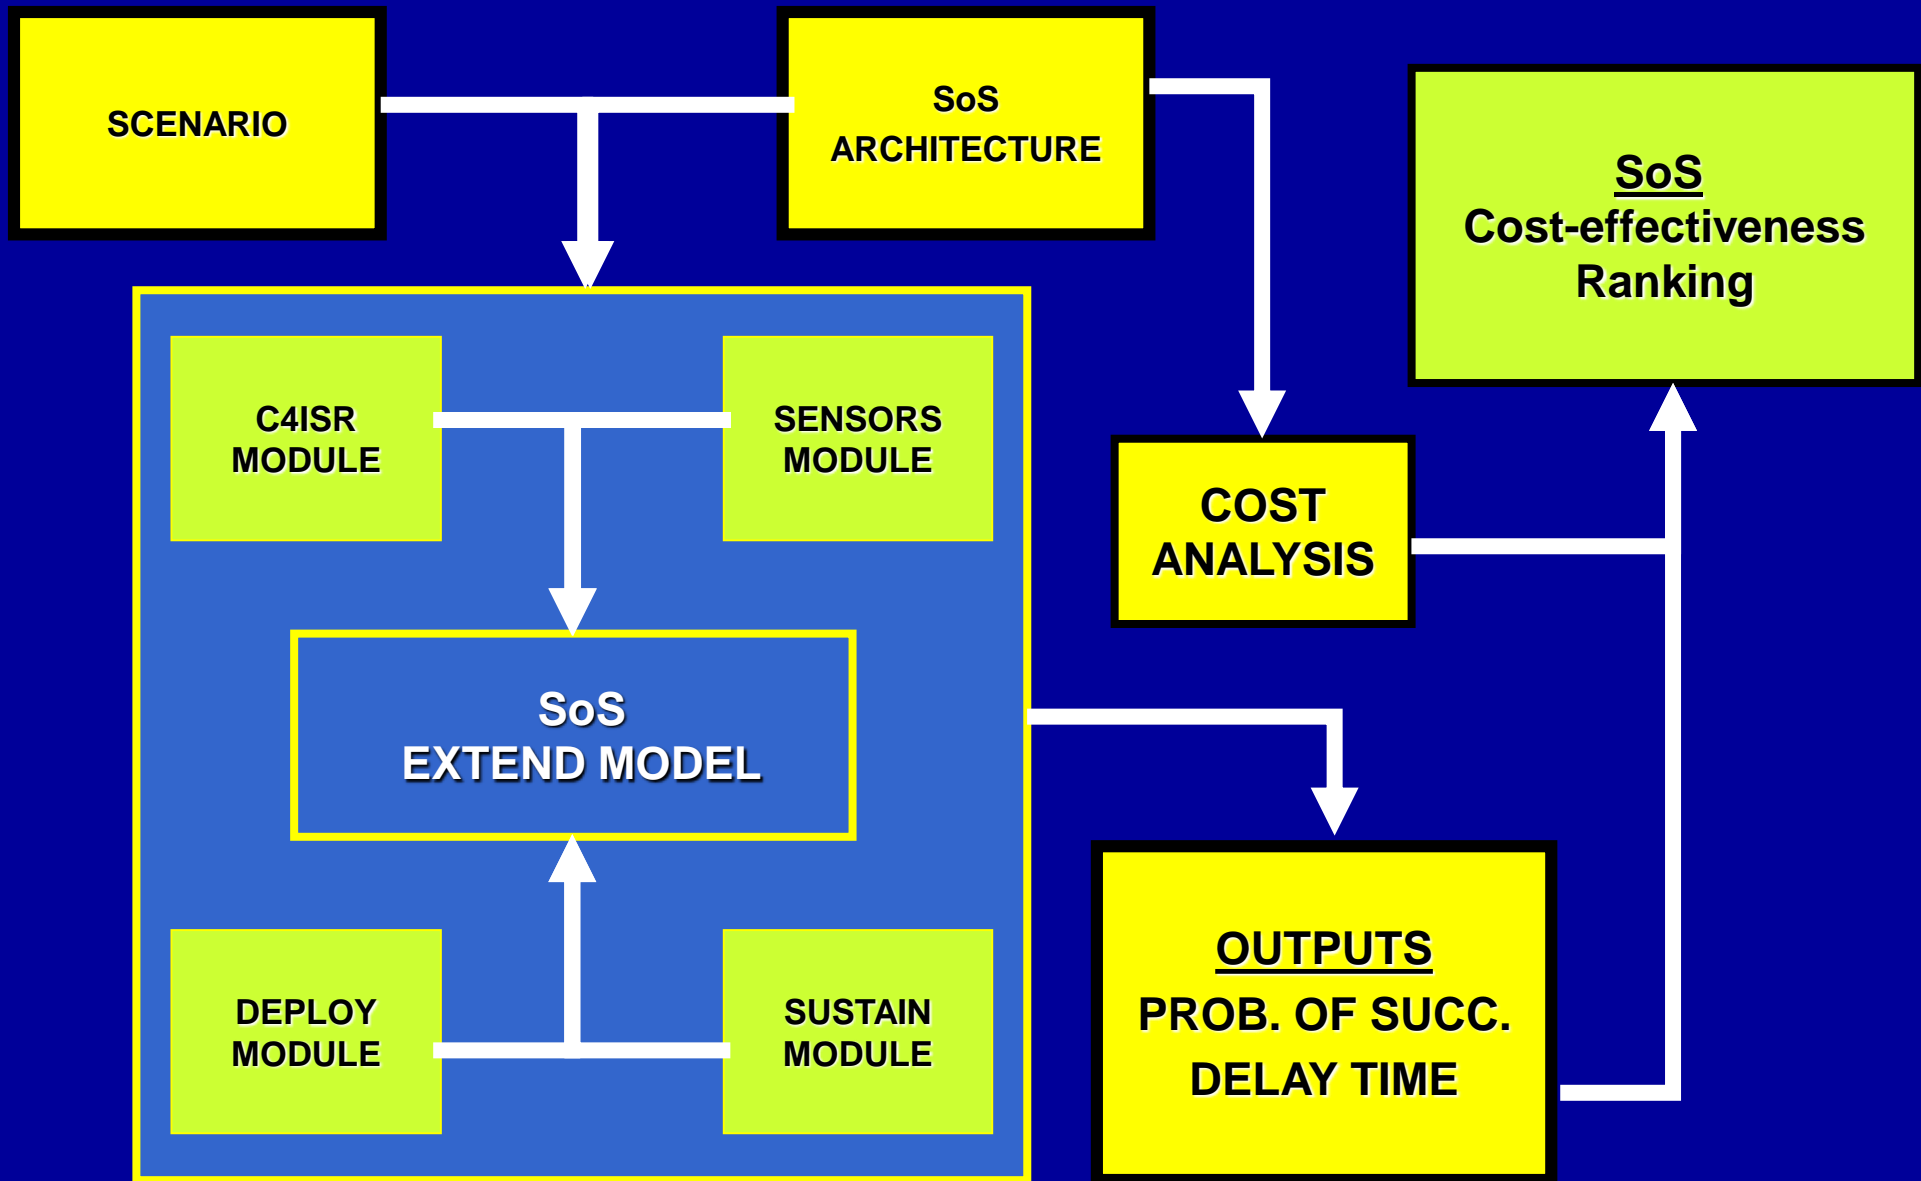 SCENARIO
SoS
ARCHITECTURE
SoS
Cost-effectiveness
Ranking
C4ISR
MODULE
SENSORS
MODULE
COST
ANALYSIS
SoS
EXTEND MODEL
DEPLOY
MODULE
SUSTAIN
MODULE
OUTPUTS
PROB. OF SUCC.
DELAY TIME